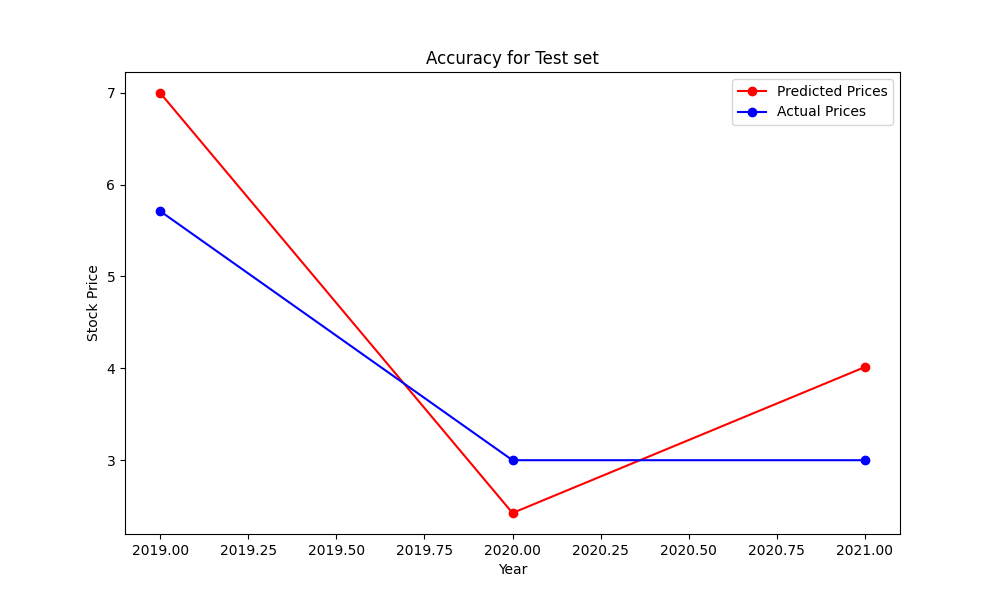 Accuracy for Test set
Predicted Prices
Actual Prices
7
6
5
4
3
Stock Price
2019.00 2019.25 2019.50 2019.75 2020.00 2020.25 2020.50 2020.75 2021.00
Year